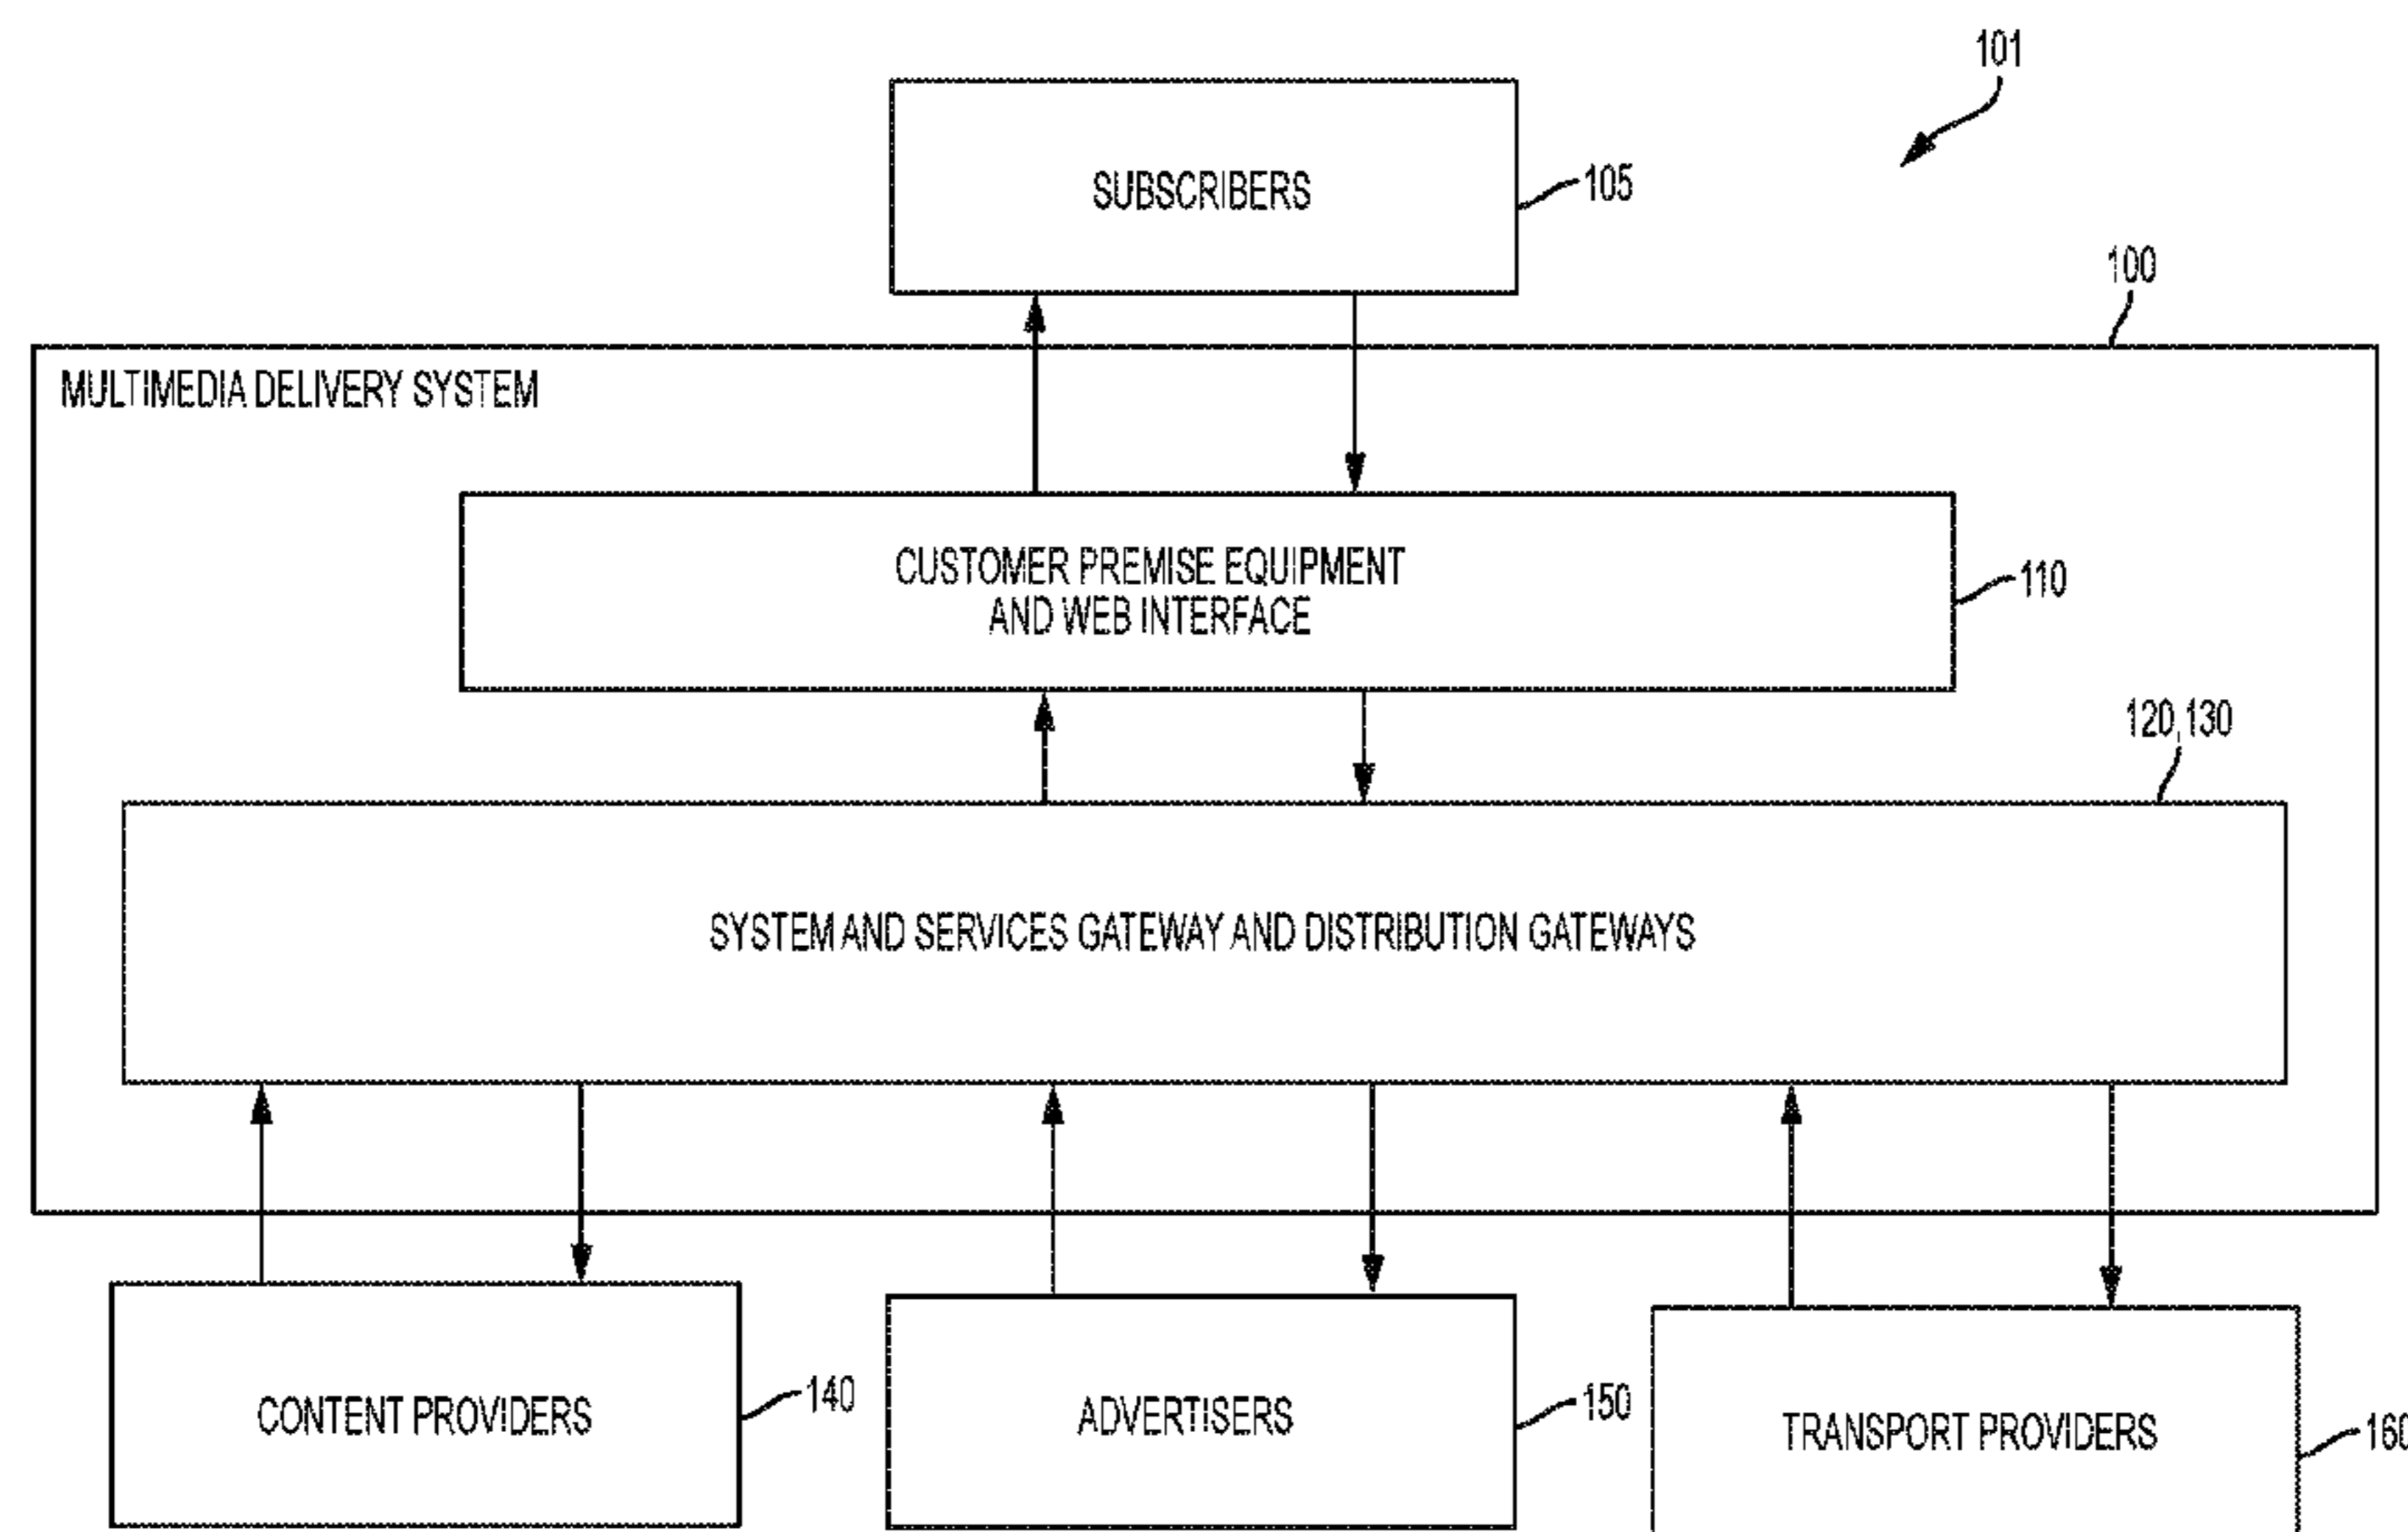 101
SUBSCRIBERS
105
100
MULTIMEDIA DELIVERY SYSTEM
CUSTOMER PREMISE EQUIPMENT
AND WEB INTERFACE
110
120,130
SYSTEM AND SERVICES GATEWAY AND DISTRIBUTION GATEWAYS
CONTENT PROVIDERS
140
ADVERTISERS
150
TRANSPORT PROVIDERS
160